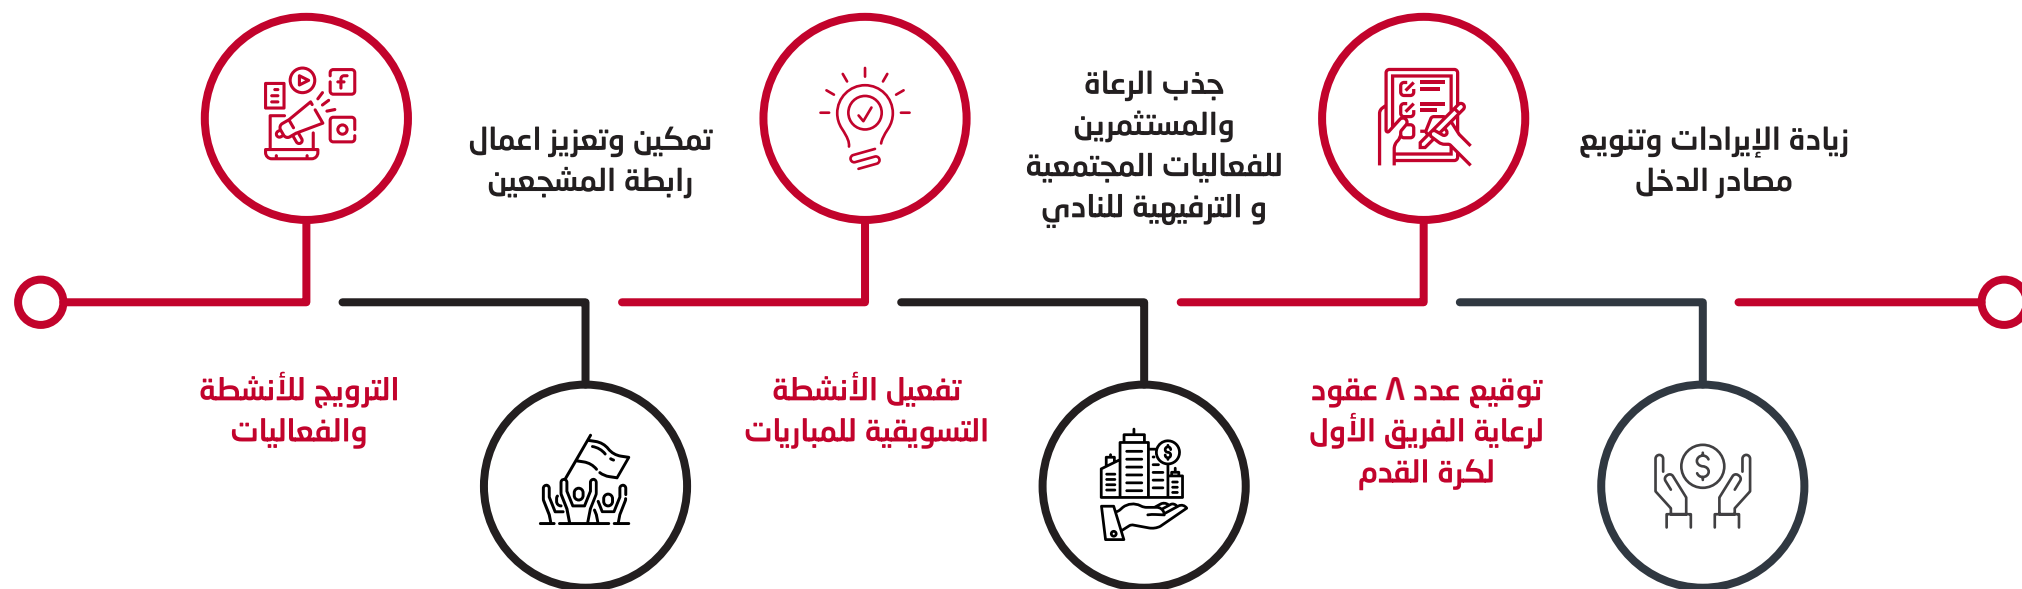 زيادة الإيرادات وتنويع
مصادر الدخل
توقيع عدد ٨ عقود
لرعاية الفريق الأول
لكرة القدم
جذب الرعاة
والمستثمرين
للفعاليات المجتمعية
و الترفيهية للنادي
تفعيل الأنشطة
التسويقية للمباريات
تمكين وتعزيز اعمال
رابطة المشجعين
الترويج للأنشطة
والفعاليات